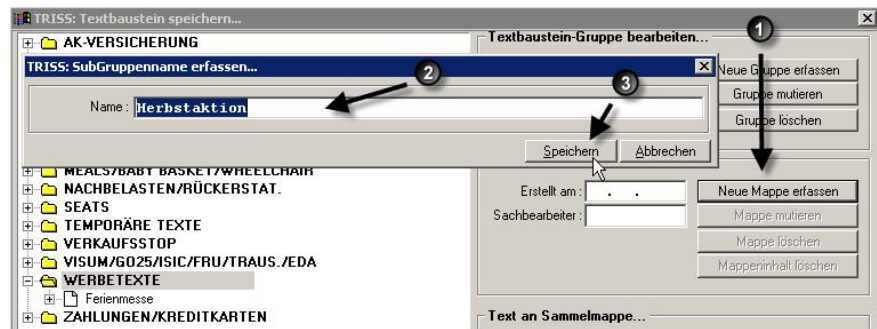 TRISS: Textbaustein speichern...
AK-VERSICHERUNG
Textbaustein-Gruppe bearbeiten...
1
TRISS: SubGruppenname erfassen...
2
Neue Gruppe erfassen
Name : Herbstaktion
3
Gruppe mutieren
Gruppe löschen
Speichern
Abbrechen
MEALS/BABY BASKET/WHEELCHAIR
NACHBELASTEN/RÜCKERSTAT.
SEATS
TEMPORÄRE TEXTE
VERKAUFSSTOP
VISUM/GO25/ISIC/FRU/TRAUS./EDA
WERBETEXTE
Ferienmesse
ZAHLUNGEN/KREDITKARTEN
Erstellt am : . .
Sachbearbeiter :
Neue Mappe erfassen
Mappe mutieren
Mappe löschen
Mappeninhalt löschen
Text an Sammelmappe...